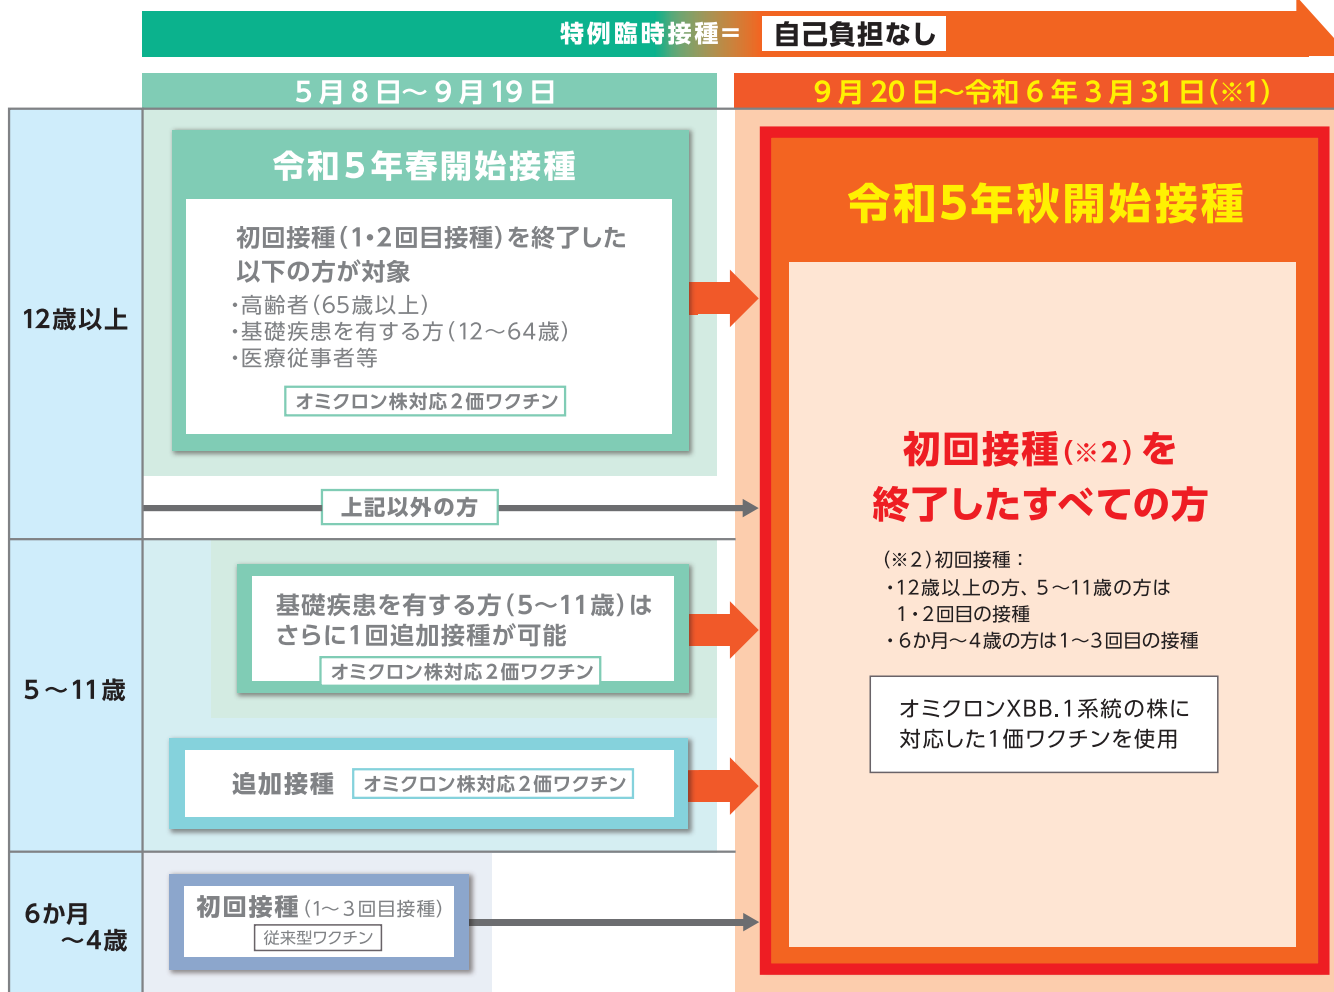 特例臨時接種＝ 自己負担なし
5月8日～9月19日
9月20日～令和6年3月31日(※1)
12歳以上
令和5年春開始接種
初回接種(1・2回目接種)を終了した
以下の方が対象
・高齢者(65歳以上)
・基礎疾患を有する方(12～64歳)
・医療従事者等
オミクロン株対応2価ワクチン
上記以外の方
5～11歳
基礎疾患を有する方(5～11歳)は
さらに1回追加接種が可能
オミクロン株対応2価ワクチン
追加接種 オミクロン株対応2価ワクチン
6か月
～4歳
初回接種(1～3回目接種)
従来型ワクチン
令和5年秋開始接種
初回接種(※2)を
終了したすべての方
(※2)初回接種：
・12歳以上の方、5～11歳の方は
1・2回目の接種
・6か月～4歳の方は1～3回目の接種
オミクロンXBB.1系統の株に
対応した1価ワクチンを使用